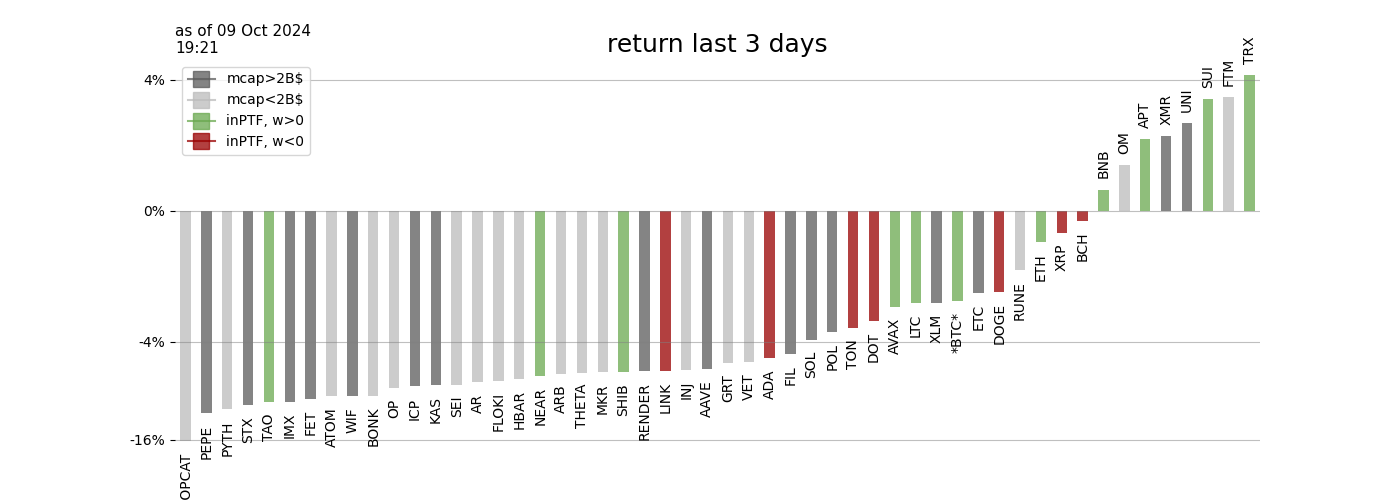 as of 09 Oct 2024
19:21
return last 3 days
mcap>2B$
mcap<2B$
inPTF, w>0
inPTF, w<0
4%
0%
-4%
-16%
OPCAT
PEPE
PYTH
STX
TAO
IMX
FET
ATOM
WIF
BONK
OP
ICP
KAS
SEI
AR
FLOKI
HBAR
NEAR
ARB
THETA
MKR
SHIB
RENDER
LINK
INJ
AAVE
GRT
VET
ADA
FIL
SOL
POL
TON
DOT
AVAX
LTC
XLM
*BTC*
ETC
DOGE
RUNE
ETH
XRP
BCH
BNB
OM
APT
XMR
UNI
SUI
FTM
TRX